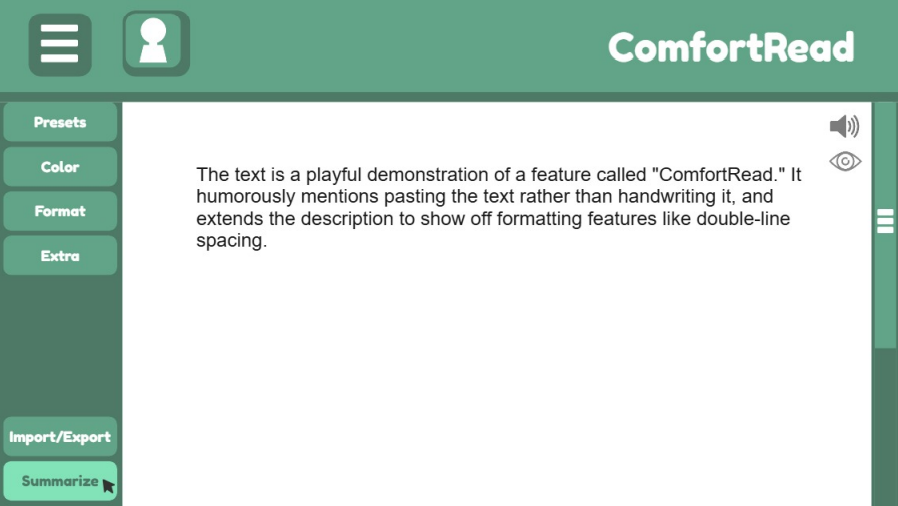 ComfortRead
Presets
Color
Format
Extra
The text is a playful demonstration of a feature called "ComfortRead." It
humorously mentions pasting the text rather than handwriting it, and
extends the description to show off formatting features like double-line
spacing.
Import/Export
Summarize